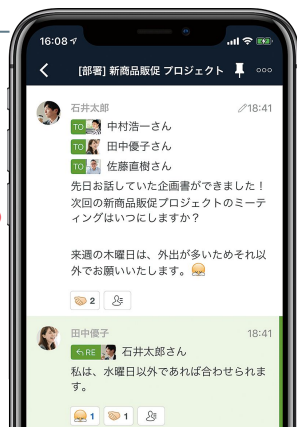 16:08
[部署] 新商品販促 プロジェクト
石井太郎
18:41
TO 中村浩一さん
TO 田中優子さん
TO 佐藤直樹さん
先日お話していた企画書ができました！
次回の新商品販促プロジェクトのミーテ
ィングはいつにしますか？
来週の木曜日は、外出が多いためそれ以
外でお願いいたします。
2
田中優子
18:41
RE 石井太郎さん
私は、水曜日以外であれば合わせられま
す。
1
1